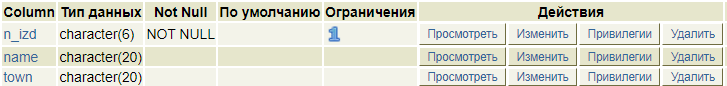 Column Тип данных Not Null По умолчанию Ограничения Действия
n_izd character(6) NOT NULL 1 Просмотреть Изменить Привилегии Удалить
name character(20) Просмотреть Изменить Привилегии Удалить
town character(20) Просмотреть Изменить Привилегии Удалить